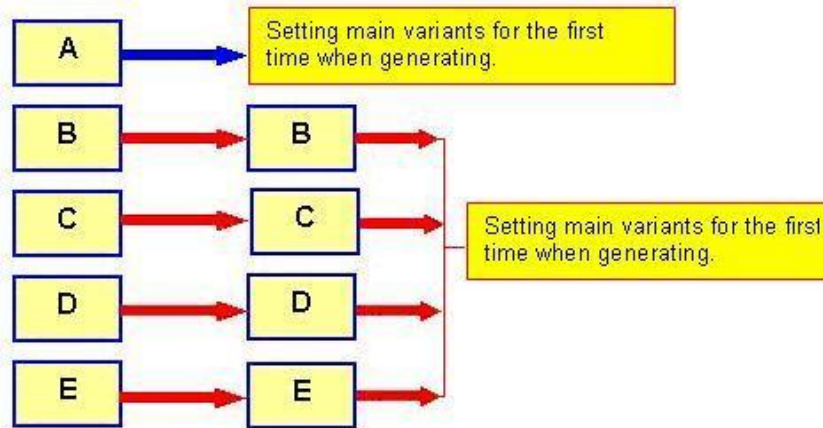 A
Setting main variants for the first
time when generating.
B
B
C
C
Setting main variants for the first
time when generating.
D
D
E
E